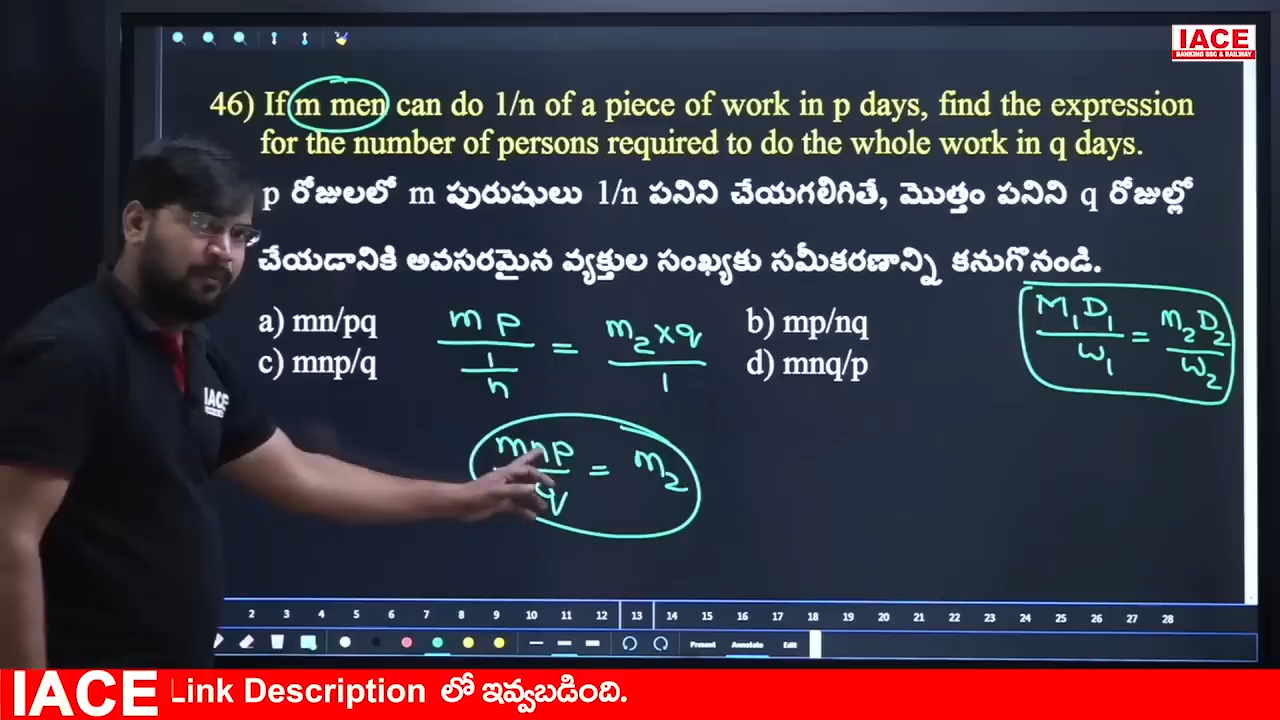 IACE
BANKING SSC & RAILWAY
46) If m men can do 1/n of a piece of work in p days, find the expression
for the number of persons required to do the whole work in q days.
p రోజులలో m పురుషులు 1/n పనిని చేయగలిగితే, మొత్తం పనిని q రోజుల్లో
చేయడానికి అవసరమైన వ్యక్తుల సంఖ్యకు సమీకరణాన్ని కనుగొనండి.
a) mn/pq
b) mp/nq
c) mnp/q
d) mnq/p
m p / 1/n = m2 x q / 1
M1D1 / W1 = M2D2 / W2
mnp / q = m2
IACE
2 3 4 5 6 7 8 9 10 11 12 13 14 15 16 17 18 19 20 21 22 23 24 25 26 27 28
Present Annotate Edit
IACE Link Description లో ఇవ్వబడింది.